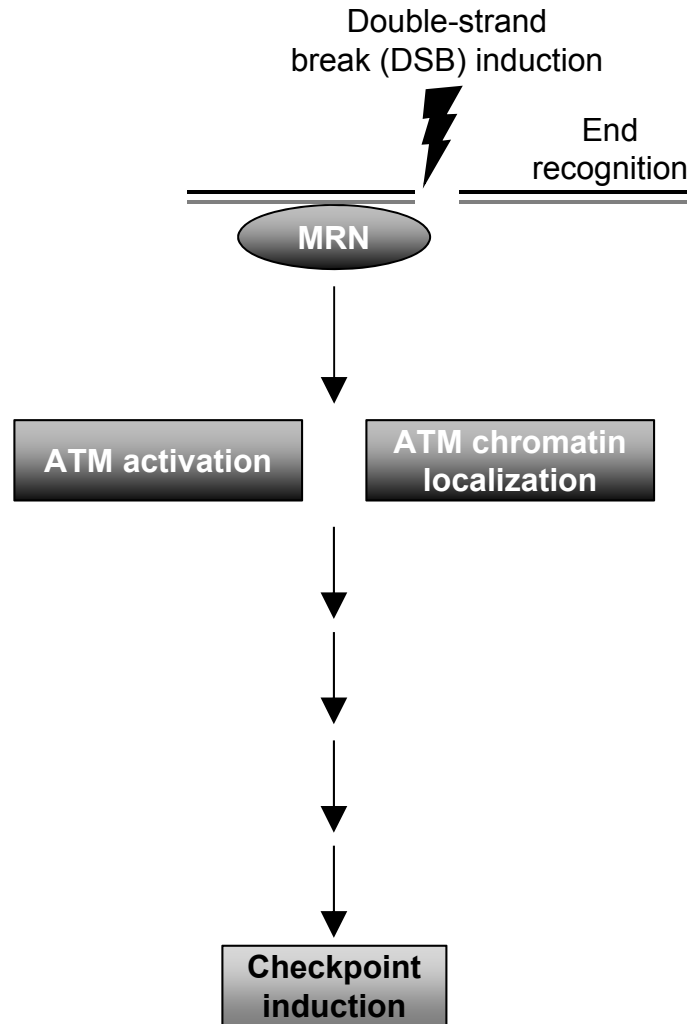 Double-strand
break (DSB) induction
End
recognition
MRN
ATM activation
ATM chromatin
localization
Checkpoint
induction